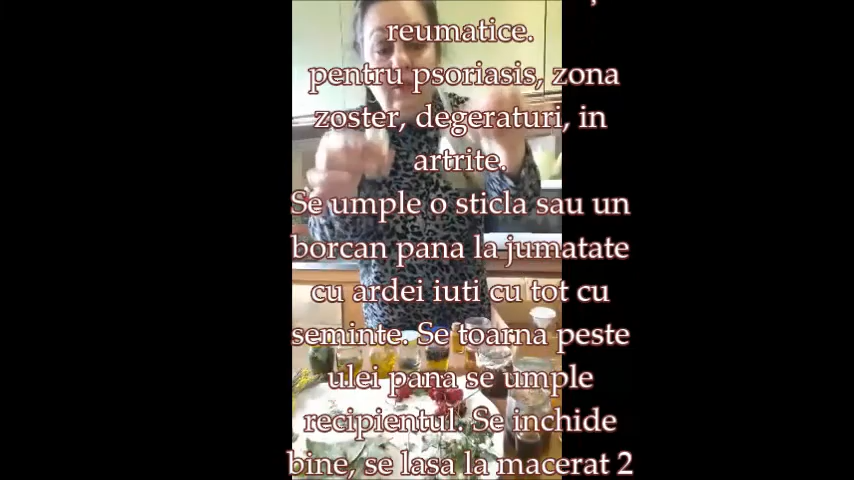 reumatice.
pentru psoriasis, zona
zoster, degeraturi, in
artrite.
Se umple o sticla sau un
borcan pana la jumatate
cu ardei iuti cu tot cu
seminte. Se toarna peste
ulei pana se umple
recipientul. Se inchide
bine, se lasa la macerat 2